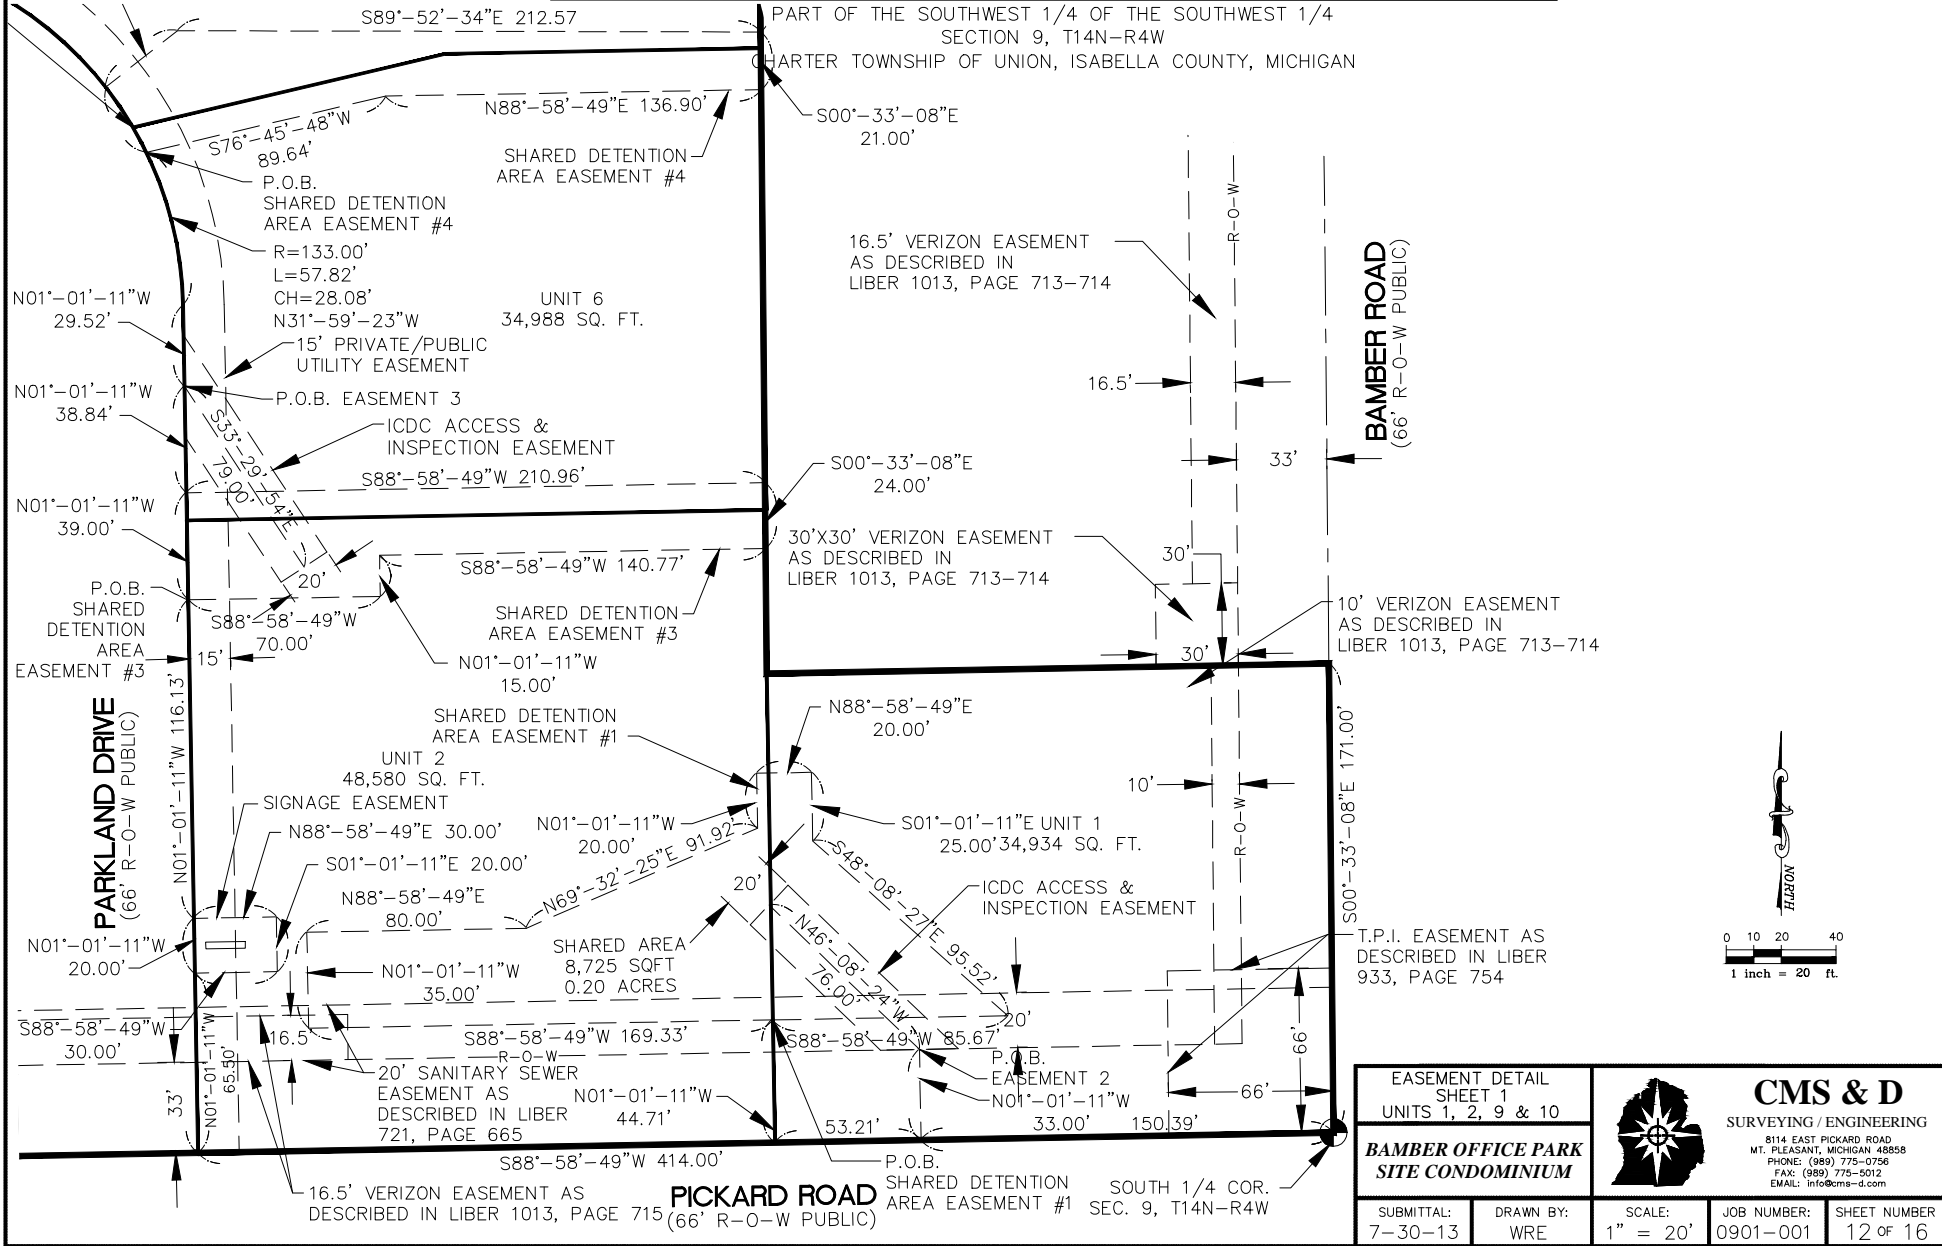 S89°-52'-34"E 212.57
PART OF THE SOUTHWEST 1/4 OF THE SOUTHWEST 1/4
SECTION 9, T14N-R4W
CHARTER TOWNSHIP OF UNION, ISABELLA COUNTY, MICHIGAN
N88°-58'-49"E 136.90'
S00°-33'-08"E
21.00'
S76°-45'-48"W
89.64'
SHARED DETENTION
AREA EASEMENT #4
P.O.B.
SHARED DETENTION
AREA EASEMENT #4
R=133.00'
L=57.82'
CH=28.08'
N31°-59'-23"W
UNIT 6
34,988 SQ. FT.
N01°-01'-11"W
29.52'
15' PRIVATE/PUBLIC
UTILITY EASEMENT
N01°-01'-11"W
38.84'
P.O.B. EASEMENT 3
ICDC ACCESS &
INSPECTION EASEMENT
S33°-29'-54"E
79.00'
S88°-58'-49"W 210.96'
N01°-01'-11"W
39.00'
S00°-33'-08"E
24.00'
16.5' VERIZON EASEMENT
AS DESCRIBED IN
LIBER 1013, PAGE 713-714
R-O-W
BAMBER ROAD
(66' R-O-W PUBLIC)
16.5'
33'
30'X30' VERIZON EASEMENT
AS DESCRIBED IN
LIBER 1013, PAGE 713-714
30'
30'
10' VERIZON EASEMENT
AS DESCRIBED IN
LIBER 1013, PAGE 713-714
S88°-58'-49"W 140.77'
20'
P.O.B.
SHARED
DETENTION
AREA
EASEMENT #3
S88°-58'-49"W
70.00'
15'
SHARED DETENTION
AREA EASEMENT #3
N01°-01'-11"W
15.00'
PARKLAND DRIVE
(66' R-O-W PUBLIC)
N01°-01'-11"W 116.13'
SHARED DETENTION
AREA EASEMENT #1
N88°-58'-49"E
20.00'
UNIT 2
48,580 SQ. FT.
SIGNAGE EASEMENT
N88°-58'-49"E 30.00'
S01°-01'-11"E 20.00'
N01°-01'-11"W
20.00'
N69°-32'-25"E 91.92'
S01°-01'-11"E
25.00'
UNIT 1
34,934 SQ. FT.
10'
R-O-W
S00°-33'-08"E 171.00'
N88°-58'-49"E
80.00'
20'
S48°-08'-27"E 95.52'
ICDC ACCESS &
INSPECTION EASEMENT
N46°-08'-24"W
76.00'
N01°-01'-11"W
20.00'
SHARED AREA
8,725 SQFT
0.20 ACRES
N01°-01'-11"W
35.00'
T.P.I. EASEMENT AS
DESCRIBED IN LIBER
933, PAGE 754
S88°-58'-49"W
30.00'
16.5
S88°-58'-49"W 169.33'
R-O-W
S88°-58'-49"W 85.67'
20'
P.O.B.
EASEMENT 2
N01°-01'-11"W
33.00'
66'
66'
33'
N01°-01'-11"W
65.50'
20' SANITARY SEWER
EASEMENT AS
DESCRIBED IN LIBER
721, PAGE 665
N01°-01'-11"W
44.71'
53.21'
150.39'
S88°-58'-49"W 414.00'
P.O.B.
SHARED DETENTION
AREA EASEMENT #1
16.5' VERIZON EASEMENT AS
DESCRIBED IN LIBER 1013, PAGE 715
PICKARD ROAD
(66' R-O-W PUBLIC)
SOUTH 1/4 COR.
SEC. 9, T14N-R4W
NORTH
0 10 20 40
1 inch = 20 ft.
EASEMENT DETAIL
SHEET 1
UNITS 1, 2, 9 & 10
BAMBER OFFICE PARK
SITE CONDOMINIUM
CMS & D
SURVEYING / ENGINEERING
8114 EAST PICKARD ROAD
MT. PLEASANT, MICHIGAN 48858
PHONE: (989) 775-0756
FAX: (989) 775-5012
EMAIL: info@cms-d.com
SUBMITTAL:
7-30-13
DRAWN BY:
WRE
SCALE:
1" = 20'
JOB NUMBER:
0901-001
SHEET NUMBER
12 OF 16